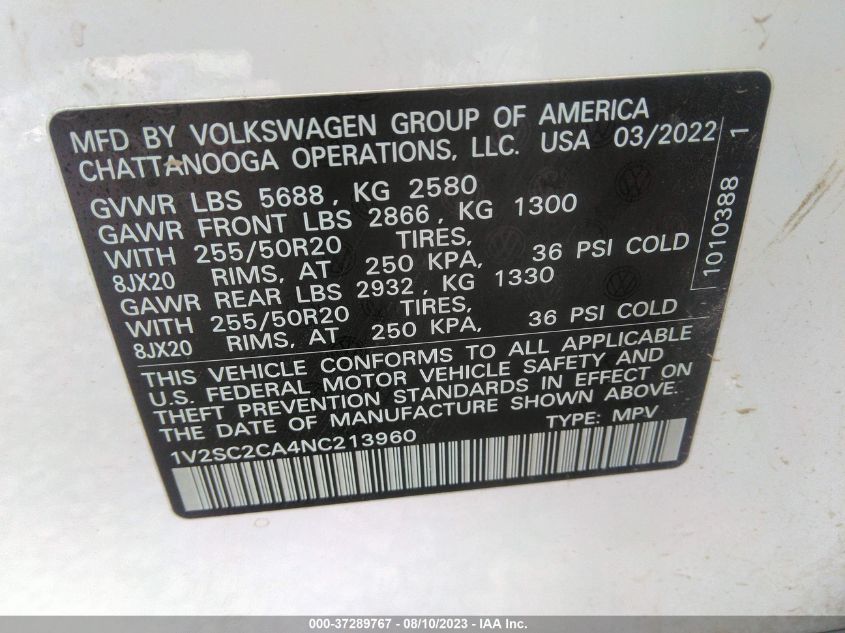 MFD BY VOLKSWAGEN GROUP OF AMERICA
CHATTANOOGA OPERATIONS, LLC. USA 03/2022
GVWR LBS 5688, KG 2580
GAWR FRONT LBS 2866, KG 1300
WITH 255/50R20 TIRES,
8JX20 RIMS, AT 250 KPA, 36 PSI COLD
GAWR REAR LBS 2932, KG 1330
WITH 255/50R20 TIRES,
8JX20 RIMS, AT 250 KPA, 36 PSI COLD
THIS VEHICLE CONFORMS TO ALL APPLICABLE
U.S. FEDERAL MOTOR VEHICLE SAFETY AND
THEFT PREVENTION STANDARDS IN EFFECT ON
THE DATE OF MANUFACTURE SHOWN ABOVE.
1V2SC2CA4NC213960 TYPE: MPV
1010388 1
000-37289767 - 08/10/2023 - IAA Inc.